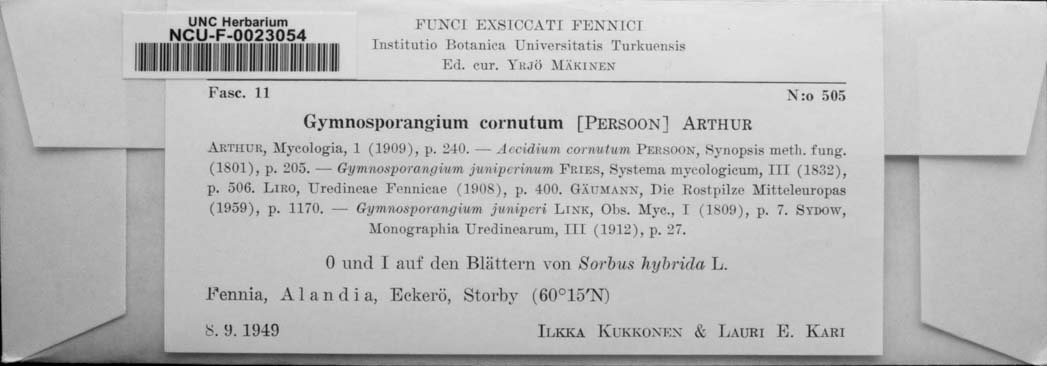 UNC Herbarium
NCU-F-0023054
FUNGI EXSICCATI FENNICI
Institutio Botanica Universitatis Turkuensis
Ed. cur. YRJÖ MÄKINEN
Fasc. 11 N:o 505
Gymnosporangium cornutum [PERSOON] ARTHUR
ARTHUR, Mycologia, 1 (1909), p. 240. — Aecidium cornutum PERSOON, Synopsis meth. fung.
(1801), p. 205. — Gymnosporangium juniperinum FRIES, Systema mycologicum, III (1832),
p. 506. LIRO, Uredineae Fennicae (1908), p. 400. GÄUMANN, Die Rostpilze Mitteleuropas
(1959), p. 1170. — Gymnosporangium juniperi LINK, Obs. Myc., I (1809), p. 7. SYDOW,
Monographia Uredinearum, III (1912), p. 27.
0 und I auf den Blättern von Sorbus hybrida L.
Fennia, Alandia, Eckerö, Storby (60°15′N)
8. 9. 1949 ILKKA KUKKONEN & LAURI E. KARI